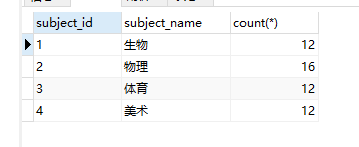 subject_id subject_name count(*)
1 生物 12
2 物理 16
3 体育 12
4 美术 12